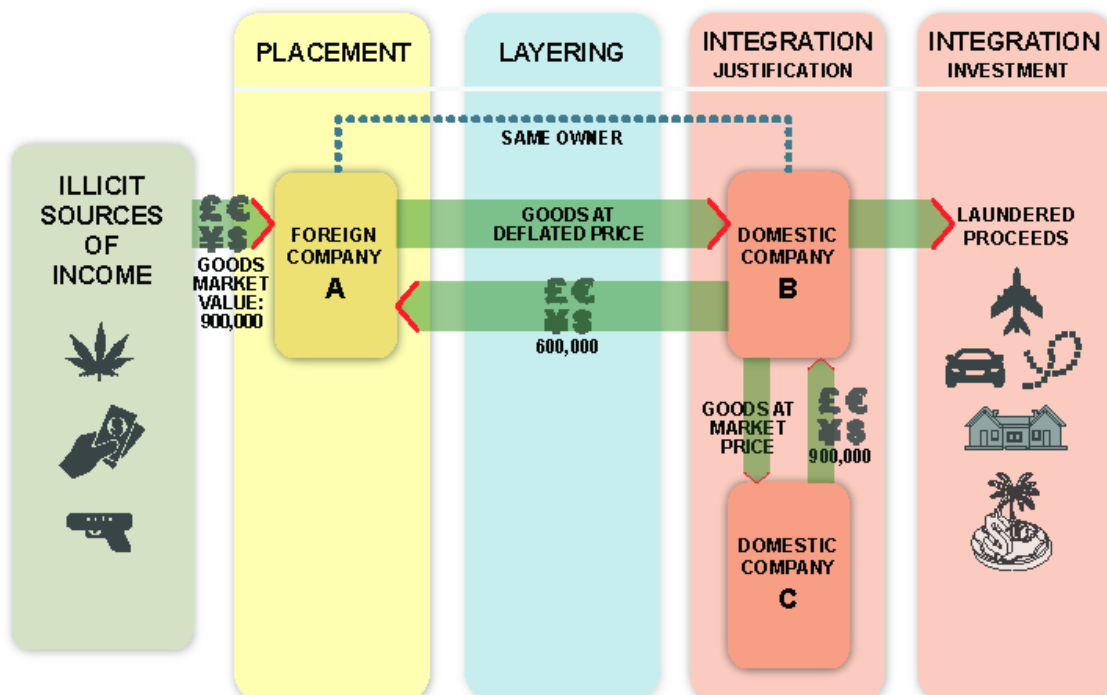 PLACEMENT
LAYERING
INTEGRATION
JUSTIFICATION
INTEGRATION
INVESTMENT
SAME OWNER
ILLICIT
SOURCES
OF
INCOME
£ €
¥ $
GOODS
MARKET
VALUE:
900,000
FOREIGN
COMPANY
A
GOODS AT
DEFLATED PRICE
£ €
¥ $
600,000
DOMESTIC
COMPANY
B
LAUNDERED
PROCEEDS
GOODS AT
MARKET
PRICE
£ €
¥ $
900,000
DOMESTIC
COMPANY
C